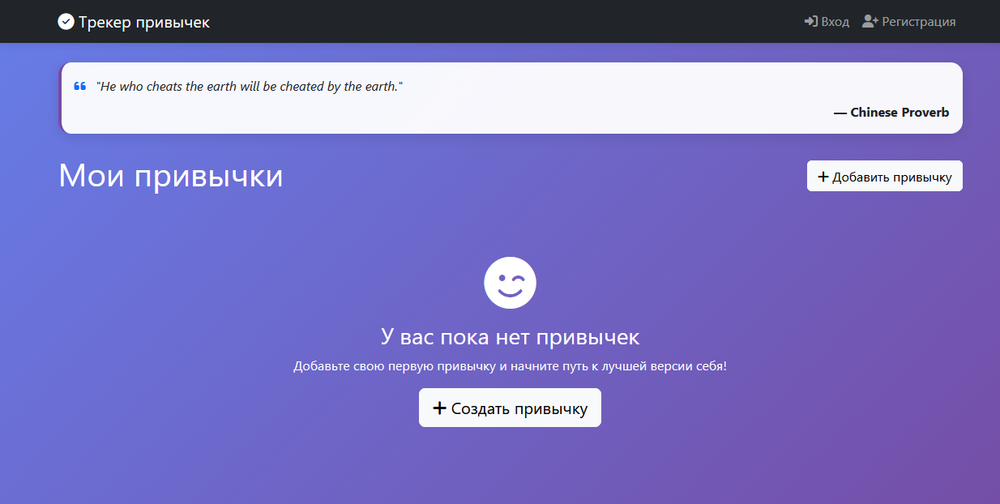 Трекер привычек
Вход
Регистрация
"He who cheats the earth will be cheated by the earth."
— Chinese Proverb
Мои привычки
Добавить привычку
У вас пока нет привычек
Добавьте свою первую привычку и начните путь к лучшей версии себя!
Создать привычку